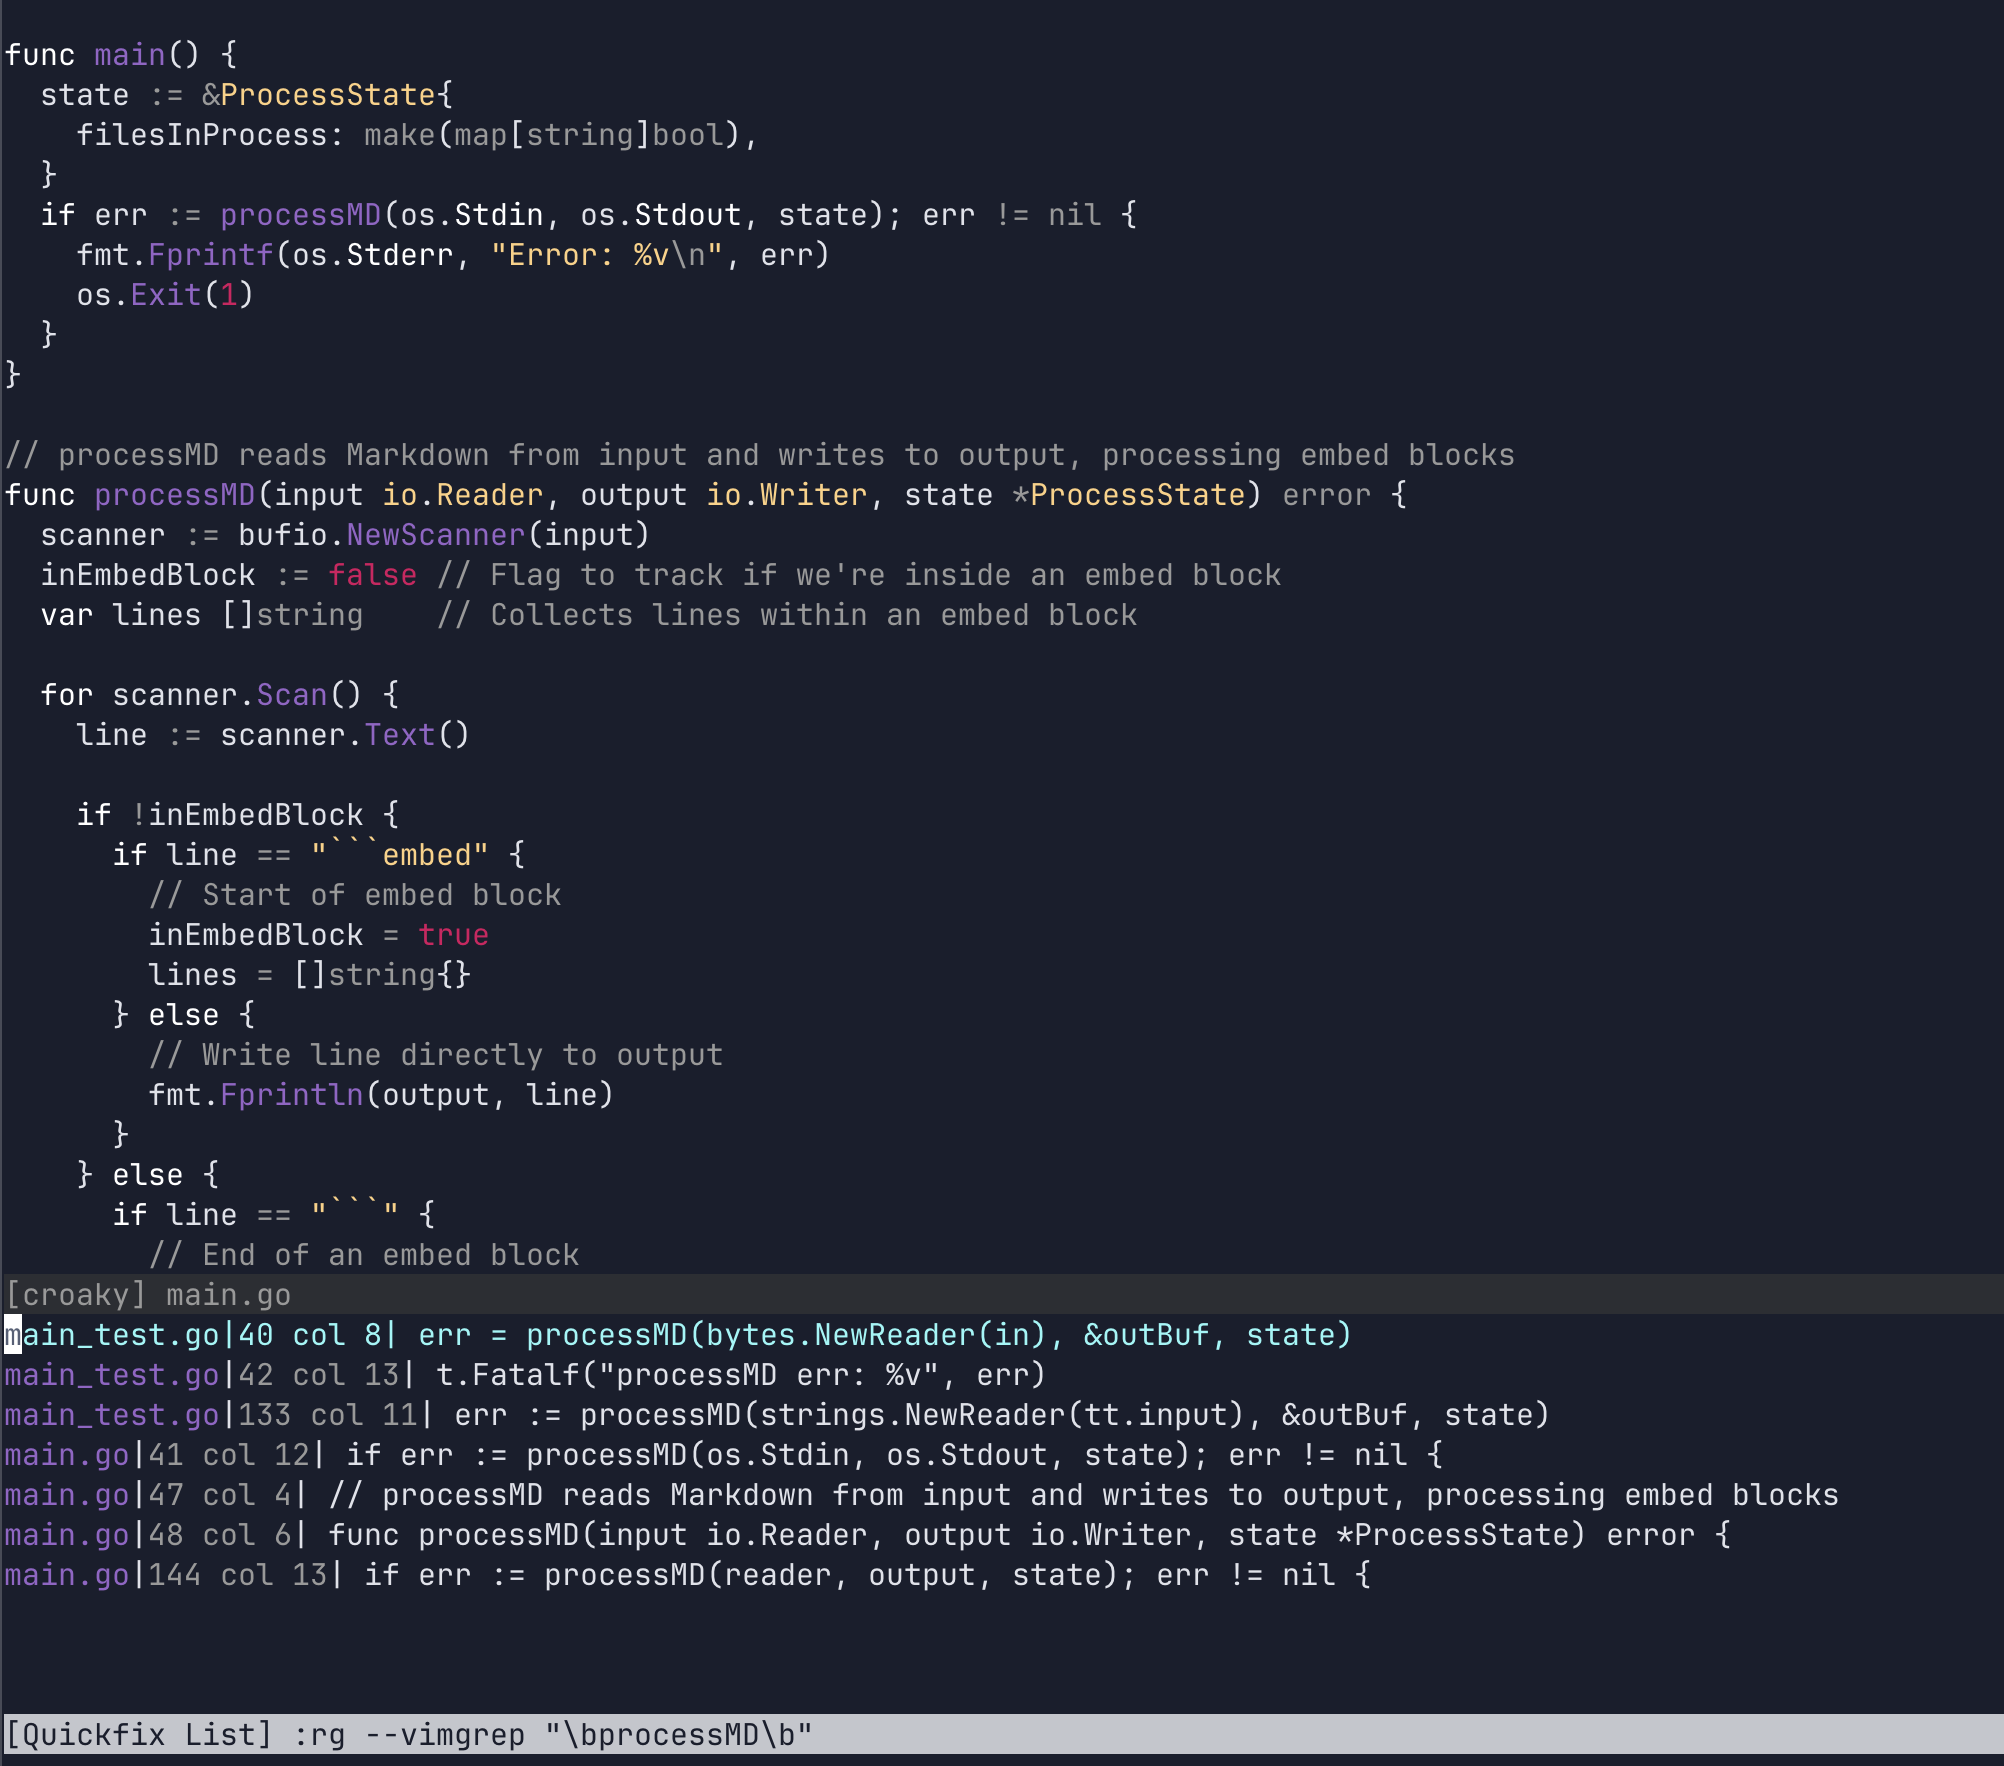 func main() {
  state := &ProcessState{
    filesInProcess: make(map[string]bool),
  }
  if err := processMD(os.Stdin, os.Stdout, state); err != nil {
    fmt.Fprintf(os.Stderr, "Error: %v\n", err)
    os.Exit(1)
  }
}

// processMD reads Markdown from input and writes to output, processing embed blocks
func processMD(input io.Reader, output io.Writer, state *ProcessState) error {
  scanner := bufio.NewScanner(input)
  inEmbedBlock := false // Flag to track if we're inside an embed block
  var lines []string    // Collects lines within an embed block

  for scanner.Scan() {
    line := scanner.Text()

    if !inEmbedBlock {
      if line == "```embed" {
        // Start of embed block
        inEmbedBlock = true
        lines = []string{}
      } else {
        // Write line directly to output
        fmt.Fprintln(output, line)
      }
    } else {
      if line == "```" {
        // End of an embed block
[croaky] main.go
main_test.go|40 col 8| err = processMD(bytes.NewReader(in), &outBuf, state)
main_test.go|42 col 13| t.Fatalf("processMD err: %v", err)
main_test.go|133 col 11| err := processMD(strings.NewReader(tt.input), &outBuf, state)
main.go|41 col 12| if err := processMD(os.Stdin, os.Stdout, state); err != nil {
main.go|47 col 4| // processMD reads Markdown from input and writes to output, processing embed blocks
main.go|48 col 6| func processMD(input io.Reader, output io.Writer, state *ProcessState) error {
main.go|144 col 13| if err := processMD(reader, output, state); err != nil {
[Quickfix List] :rg --vimgrep "\bprocessMD\b"